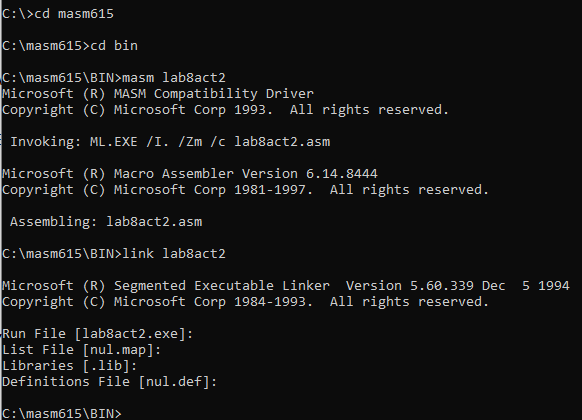 C:\>cd masm615
C:\masm615>cd bin
C:\masm615\BIN>masm lab8act2
Microsoft (R) MASM Compatibility Driver
Copyright (C) Microsoft Corp 1993.  All rights reserved.
Invoking: ML.EXE /I. /Zm /c lab8act2.asm
Microsoft (R) Macro Assembler Version 6.14.8444
Copyright (C) Microsoft Corp 1981-1997.  All rights reserved.
Assembling: lab8act2.asm
C:\masm615\BIN>link lab8act2
Microsoft (R) Segmented Executable Linker  Version 5.60.339 Dec  5 1994
Copyright (C) Microsoft Corp 1984-1993.  All rights reserved.
Run File [lab8act2.exe]:
List File [nul.map]:
Libraries [.lib]:
Definitions File [nul.def]:
C:\masm615\BIN>